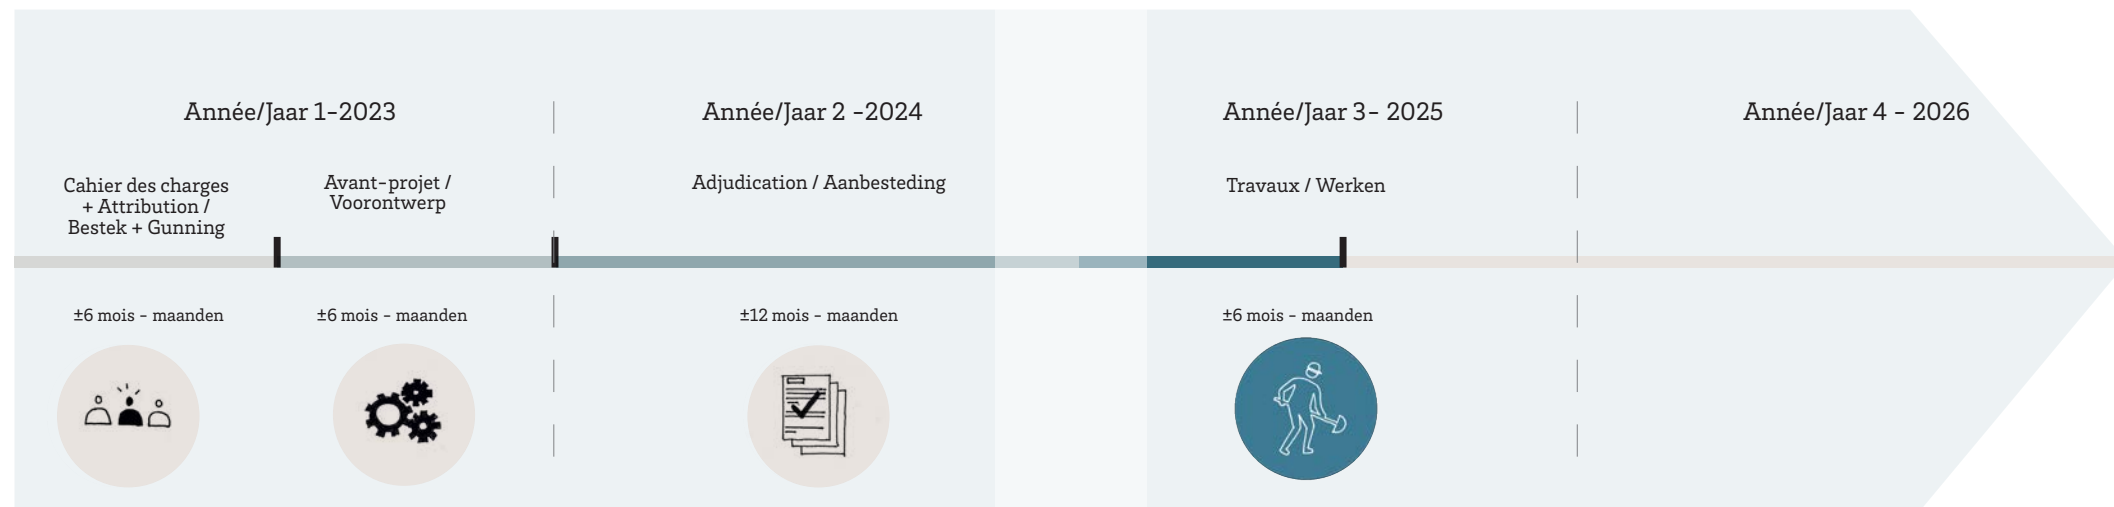 Année/Jaar 1-2023
Année/Jaar 2 -2024
Année/Jaar 3- 2025
Année/Jaar 4 - 2026
Cahier des charges
+ Attribution /
Bestek + Gunning
Avant-projet /
Voorontwerp
Adjudication / Aanbesteding
Travaux / Werken
±6 mois - maanden
±6 mois - maanden
±12 mois - maanden
±6 mois - maanden